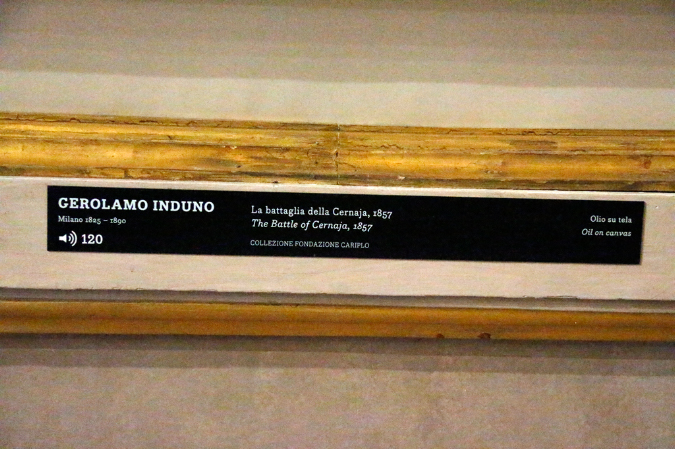 GEROLAMO INDUNO
Milano 1825 – 1890
120
La battaglia della Cernaja, 1857
The Battle of Cernaja, 1857
COLLEZIONE FONDAZIONE CARIPLO
Olio su tela
Oil on canvas